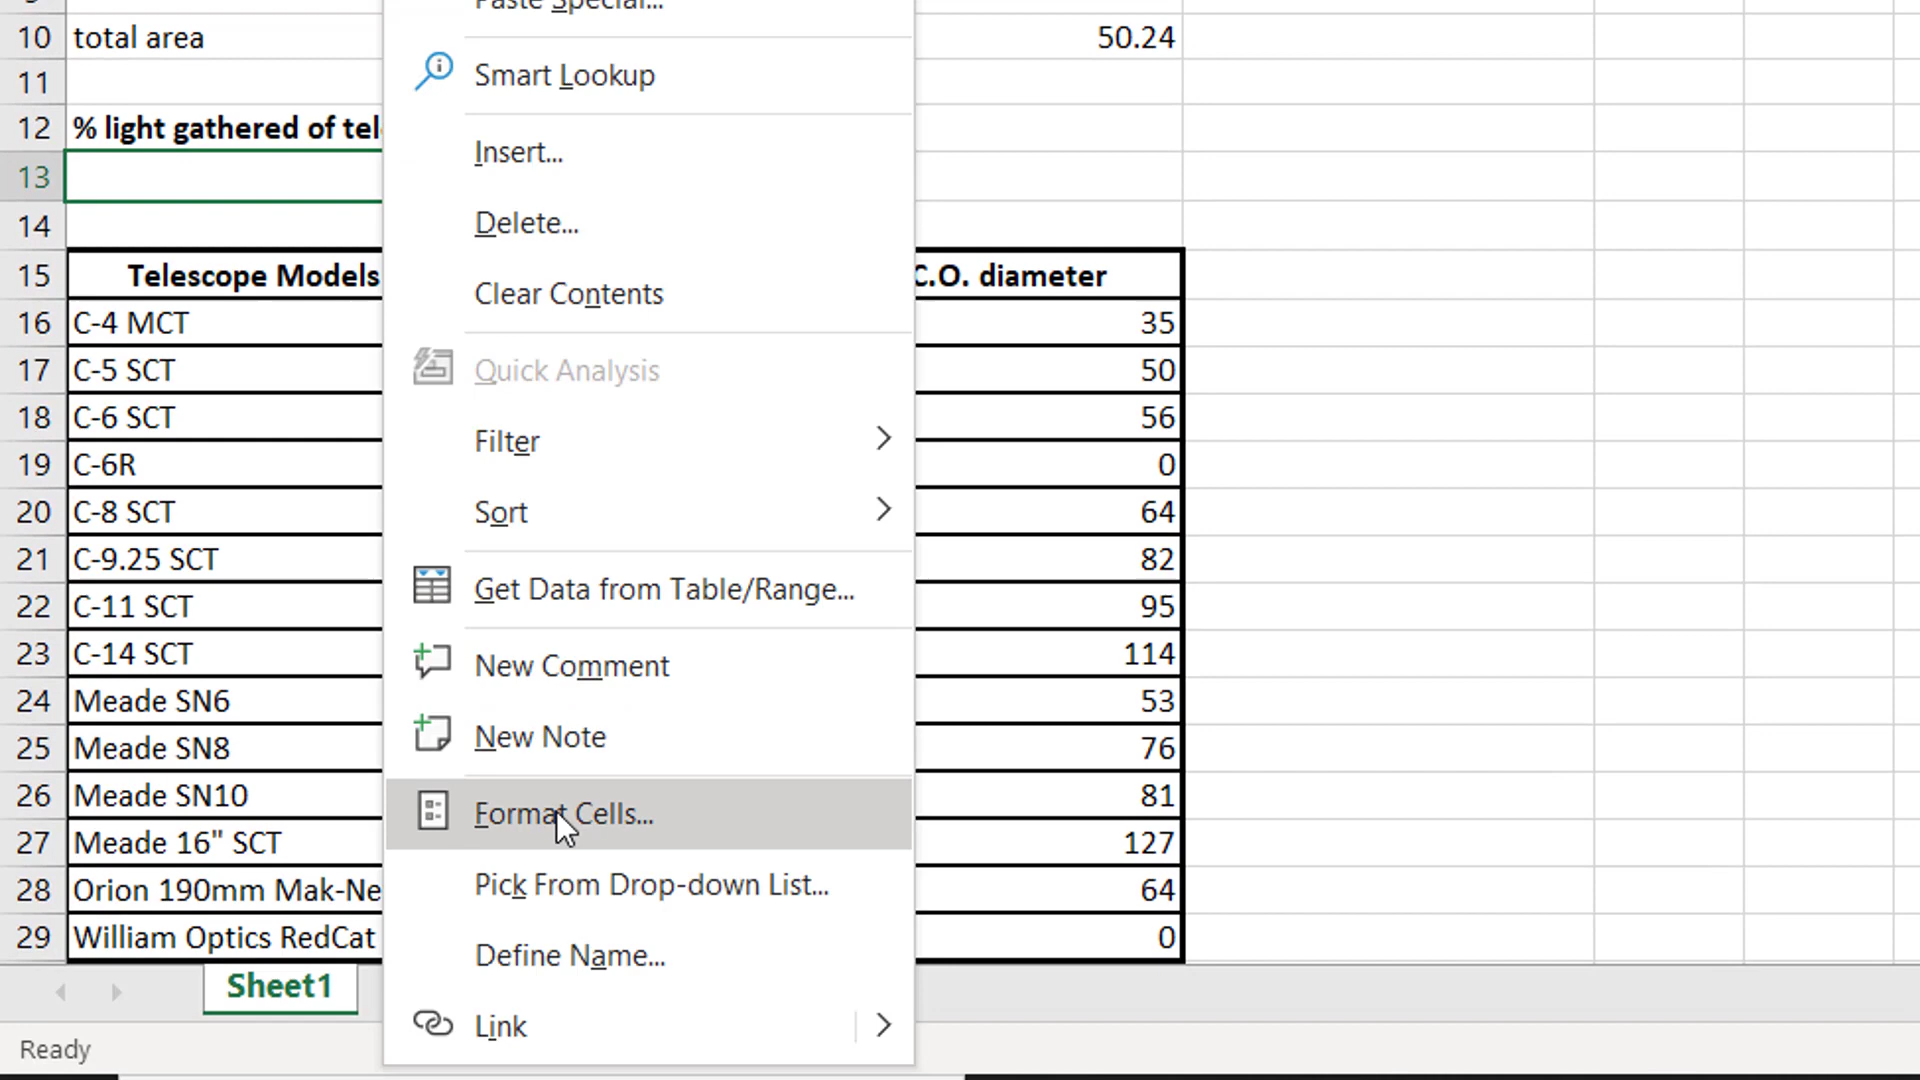 Paste Special...
10 total area 50.24
Smart Lookup
11
12 % light gathered of tel
Insert...
13
14
Delete...
15 Telescope Models C.O. diameter
Clear Contents
16 C-4 MCT 35
17 C-5 SCT 50
Quick Analysis
18 C-6 SCT 56
Filter
19 C-6R 0
20 C-8 SCT 64
Sort
21 C-9.25 SCT 82
Get Data from Table/Range...
22 C-11 SCT 95
23 C-14 SCT 114
New Comment
24 Meade SN6 53
New Note
25 Meade SN8 76
26 Meade SN10 81
Format Cells...
27 Meade 16" SCT 127
28 Orion 190mm Mak-Ne 64
Pick From Drop-down List...
29 William Optics RedCat 0
Define Name...
Sheet1
Link
Ready